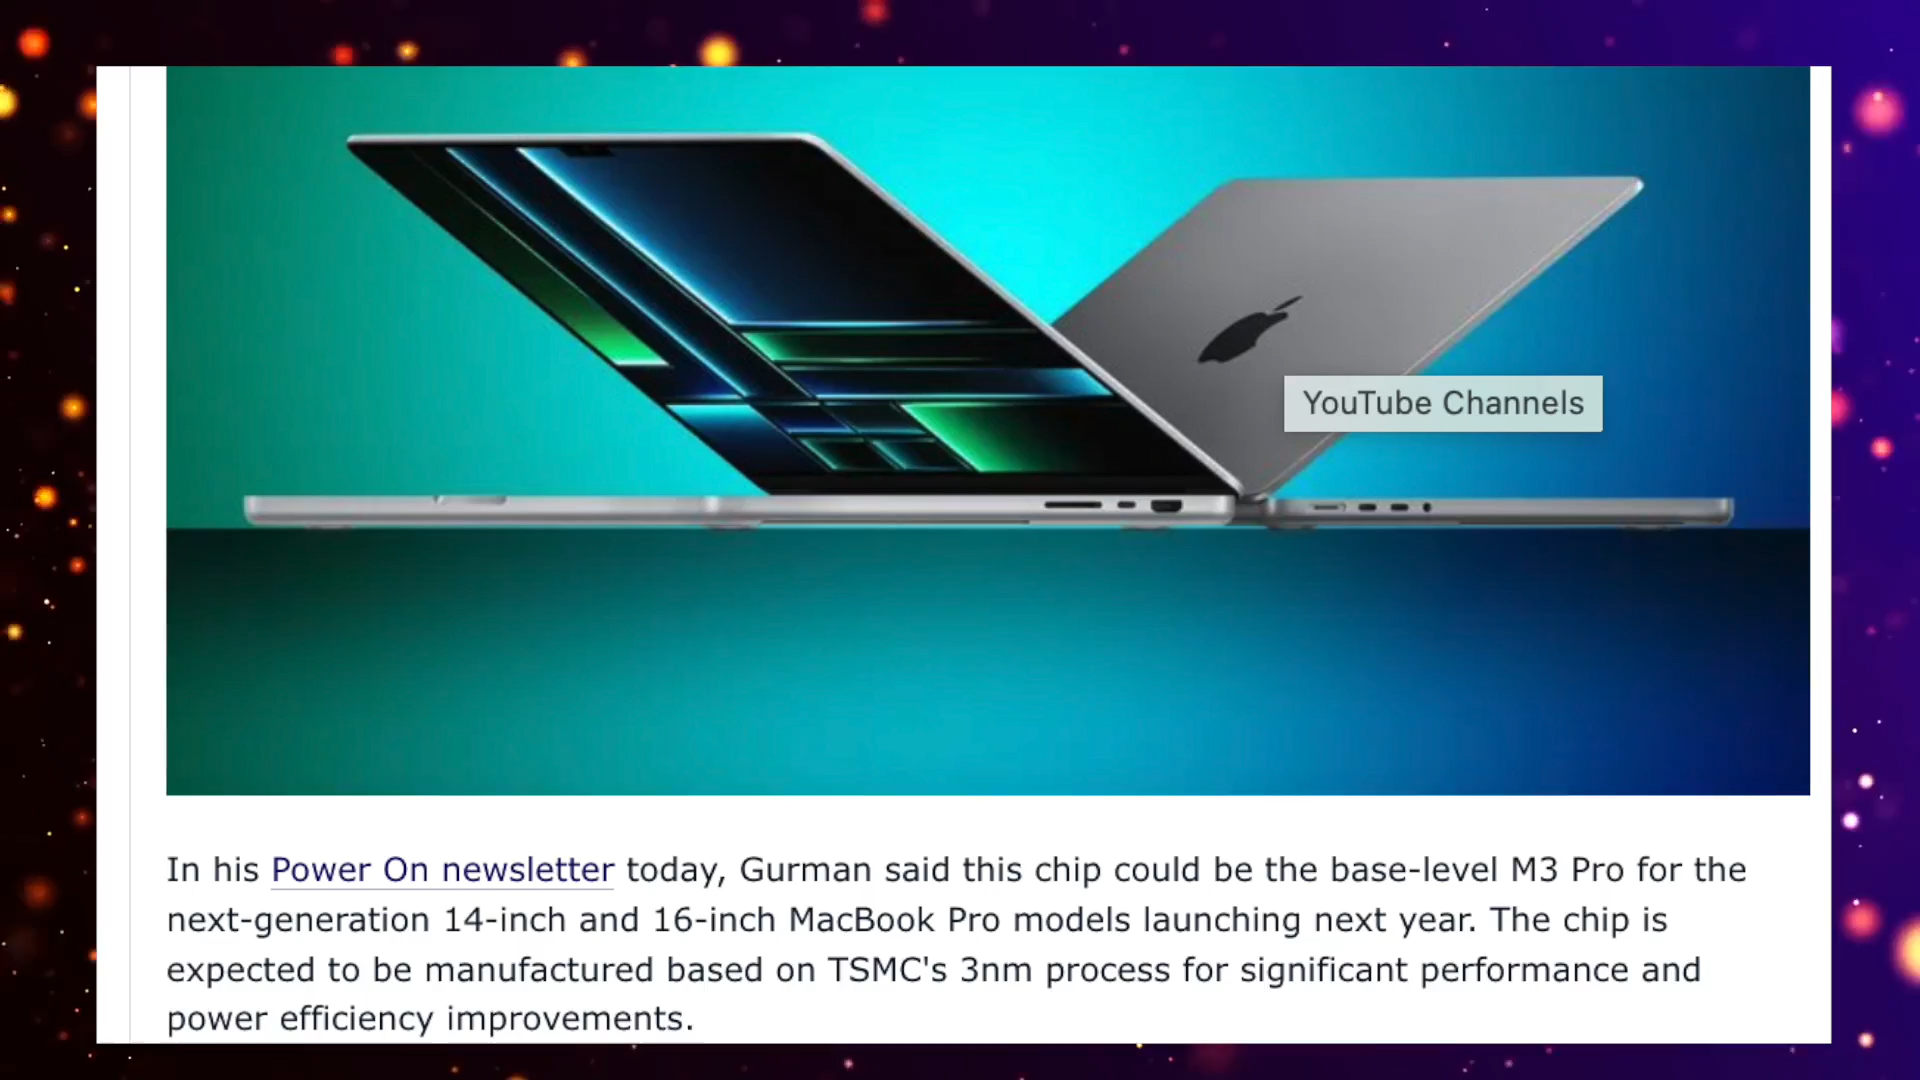 YouTube Channels
In his Power On newsletter today, Gurman said this chip could be the base-level M3 Pro for the
next-generation 14-inch and 16-inch MacBook Pro models launching next year. The chip is
expected to be manufactured based on TSMC's 3nm process for significant performance and
power efficiency improvements.